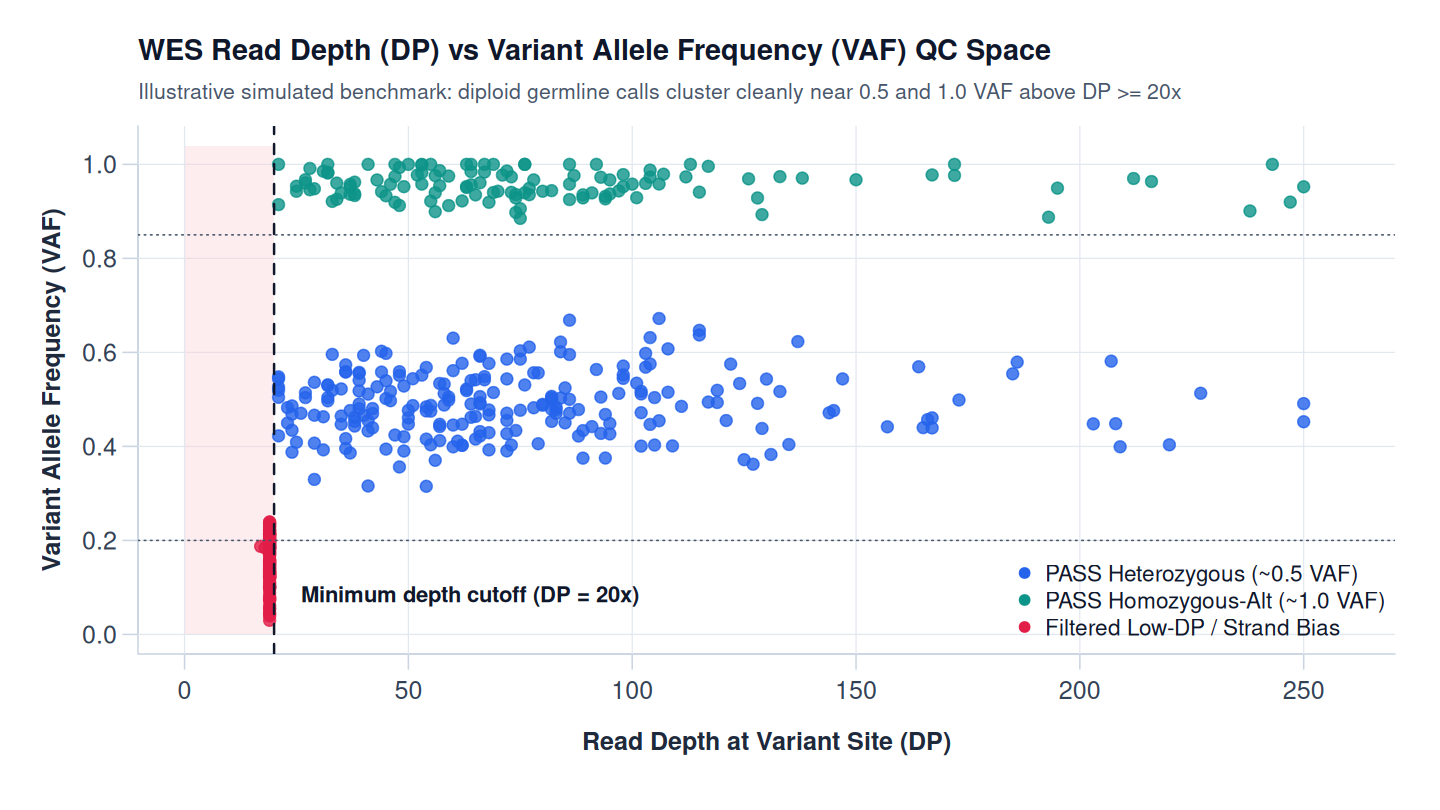 WES Read Depth (DP) vs Variant Allele Frequency (VAF) QC Space
Illustrative simulated benchmark: diploid germline calls cluster cleanly near 0.5 and 1.0 VAF above DP >= 20x
Variant Allele Frequency (VAF)
1.0
0.8
0.6
0.4
0.2
0.0
Minimum depth cutoff (DP = 20x)
PASS Heterozygous (~0.5 VAF)
PASS Homozygous-Alt (~1.0 VAF)
Filtered Low-DP / Strand Bias
0 50 100 150 200 250
Read Depth at Variant Site (DP)